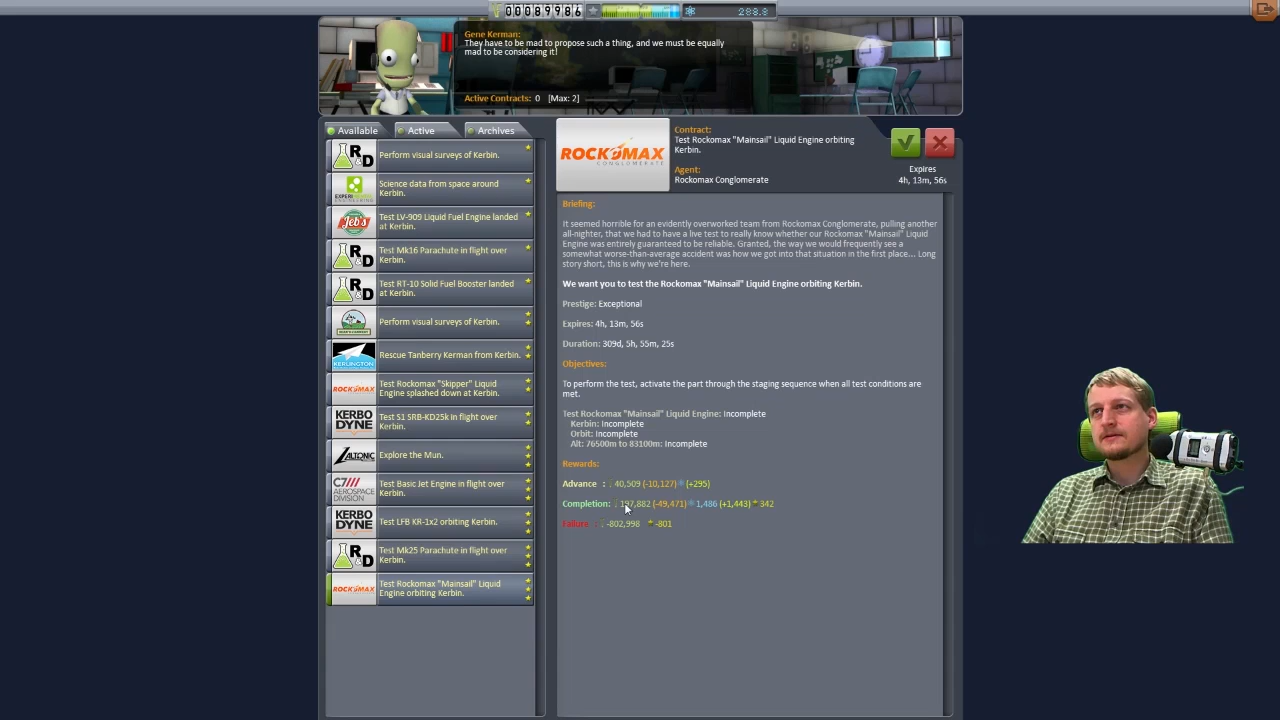 00089986
288.8
Gene Kerman:
They have to be mad to propose such a thing, and we must be equally
mad to be considering it!
Active Contracts: 0 [Max: 2]
Available
Active
Archives
R&D
Perform visual surveys of Kerbin.
Science data from space around
Kerbin.
Jeb's
Test LV-909 Liquid Fuel Engine landed
at Kerbin.
R&D
Test Mk16 Parachute in flight over
Kerbin.
R&D
Test RT-10 Solid Fuel Booster landed
at Kerbin.
Perform visual surveys of Kerbin.
KERLINGTON
Rescue Tanberry Kerman from Kerbin.
ROCKOMAX
Test Rockomax "Skipper" Liquid
Engine splashed down at Kerbin.
KERBO
DYNE
Test S1 SRB-KD25k in flight over
Kerbin.
Explore the Mun.
C7
AEROSPACE
DIVISION
Test Basic Jet Engine in flight over
Kerbin.
KERBO
DYNE
Test LFB KR-1x2 orbiting Kerbin.
R&D
Test Mk25 Parachute in flight over
Kerbin.
ROCKOMAX
Test Rockomax "Mainsail" Liquid
Engine orbiting Kerbin.
ROCKOMAX
CONGLOMERATE
Contract:
Test Rockomax "Mainsail" Liquid Engine orbiting
Kerbin.
Agent:
Rockomax Conglomerate
Expires
4h, 13m, 56s
Briefing:
It seemed horrible for an evidently overworked team from Rockomax Conglomerate, pulling another
all-nighter, that we had to have a live test to really know whether our Rockomax "Mainsail" Liquid
Engine was entirely guaranteed to be reliable. Granted, the way we would frequently see a
somewhat worse-than-average accident was how we got into that situation in the first place... Long
story short, this is why we're here.
We want you to test the Rockomax "Mainsail" Liquid Engine orbiting Kerbin.
Prestige: Exceptional
Expires: 4h, 13m, 56s
Duration: 309d, 5h, 55m, 25s
Objectives:
To perform the test, activate the part through the staging sequence when all test conditions are
met.
Test Rockomax "Mainsail" Liquid Engine: Incomplete
Kerbin: Incomplete
Orbit: Incomplete
Alt: 76500m to 83100m: Incomplete
Rewards:
Advance : 40,509 (-10,127) (+295)
Completion: 197,882 (-49,471) 1,486 (+1,443) 342
Failure : -802,998 -801